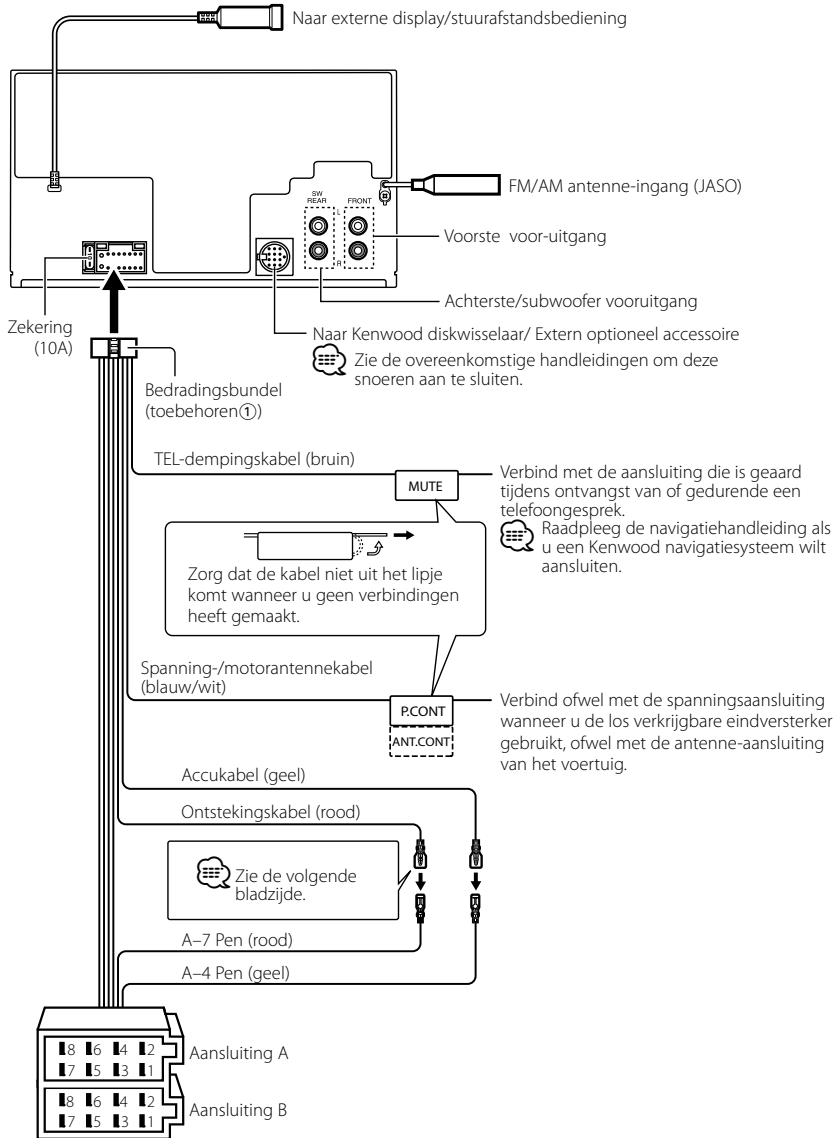 Naar externe display/stuurafstandsbediening
FM/AM antenne-ingang (JASO)
SW
REAR
FRONT
L
R
Voorste  voor-uitgang
Achterste/subwoofer vooruitgang
Zekering
(10A)
Naar Kenwood diskwisselaar/ Extern optioneel accessoire
Zie de overeenkomstige handleidingen om deze
snoeren aan te sluiten.
Bedradingsbundel
(toebehoren①)
TEL-dempingskabel (bruin)
MUTE
Verbind met de aansluiting die is geaard
tijdens ontvangst van of gedurende een
telefoongesprek.
Raadpleeg de navigatiehandleiding als
u een Kenwood navigatiesysteem wilt
aansluiten.
Zorg dat de kabel niet uit het lipje
komt wanneer u geen verbindingen
heeft gemaakt.
Spanning-/motorantennekabel
(blauw/wit)
P.CONT
ANT.CONT
Verbind ofwel met de spanningsaansluiting
wanneer u de los verkrijgbare eindversterker
gebruikt, ofwel met de antenne-aansluiting
van het voertuig.
Accukabel (geel)
Ontstekingskabel (rood)
Zie de volgende
bladzijde.
A–7 Pen (rood)
A–4 Pen (geel)
8 6 4 2
7 5 3 1
Aansluiting A
8 6 4 2
7 5 3 1
Aansluiting B